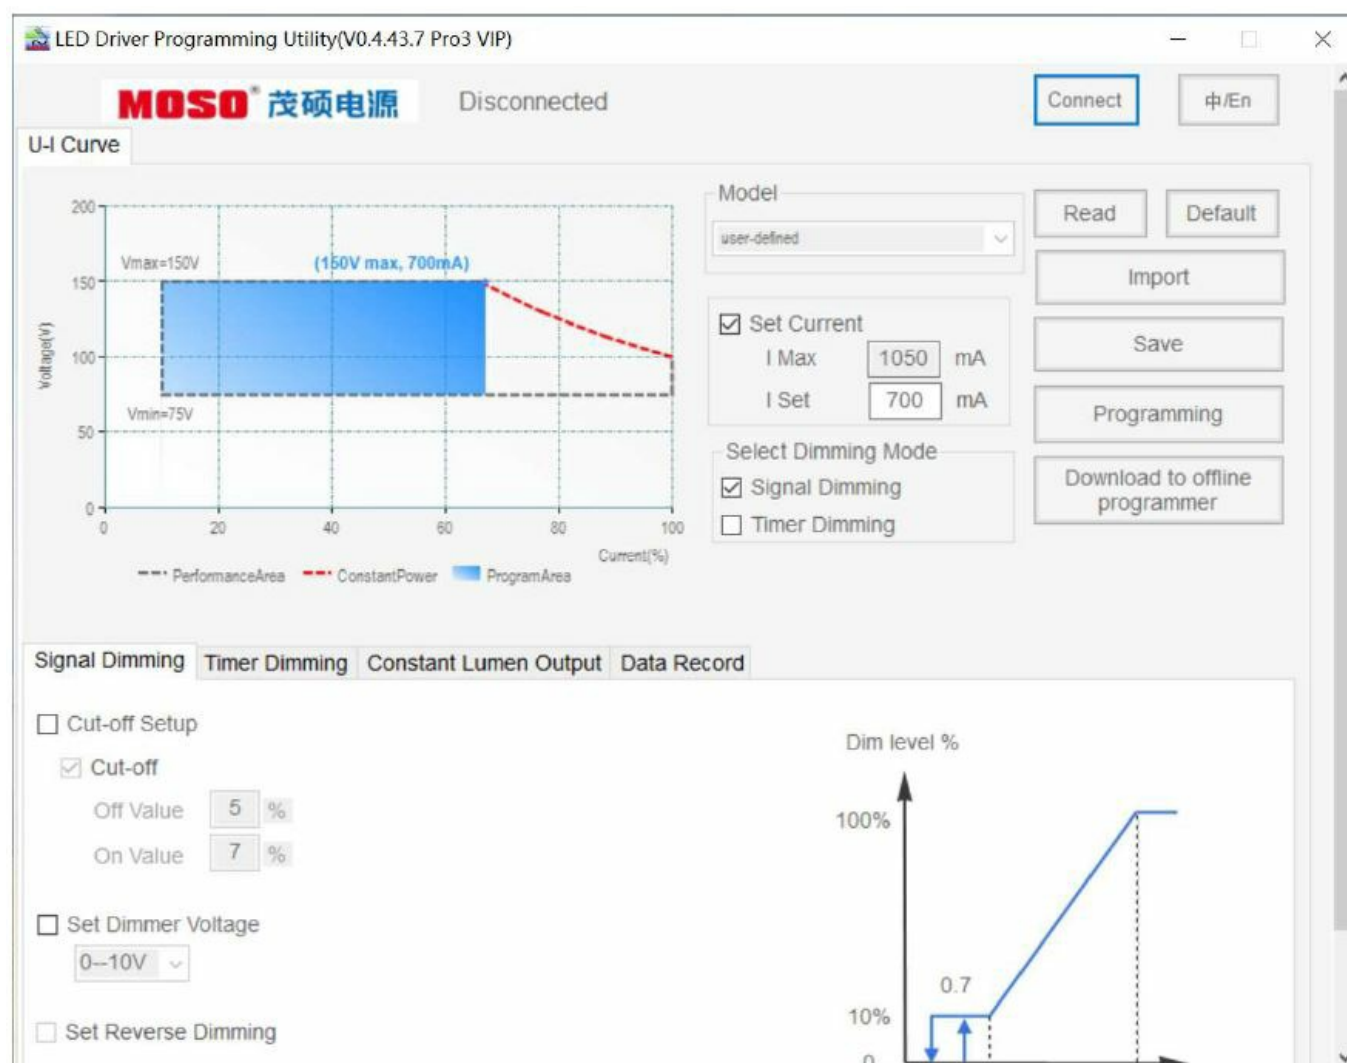 LED Driver Programming Utility(V0.4.43.7 Pro3 VIP)
MOSO® 茂硕电源
Disconnected
Connect
中/En
U-I Curve
200
150
100
50
0
Voltage(V)
Vmax=150V
(150V max, 700mA)
Vmin=75V
0 20 40 60 80 100
Current(%)
PerformanceArea ConstantPower ProgramArea
Model
user-defined
Set Current
I Max 1050 mA
I Set 700 mA
Select Dimming Mode
Signal Dimming
Timer Dimming
Read Default
Import
Save
Programming
Download to offline
programmer
Signal Dimming Timer Dimming Constant Lumen Output Data Record
Cut-off Setup
Cut-off
Off Value 5 %
On Value 7 %
Set Dimmer Voltage
0--10V
Set Reverse Dimming
Dim level %
100%
0.7
10%
0